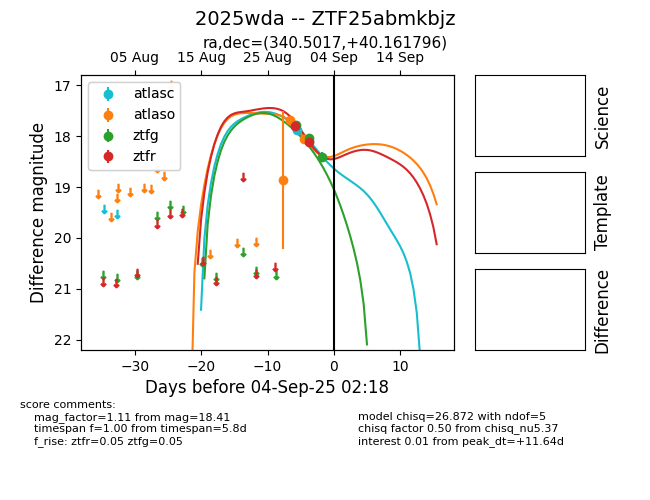 2025wda -- ZTF25abmkbjz
ra,dec=(340.5017,+40.161796)
05 Aug 15 Aug 25 Aug 04 Sep 14 Sep
17
18
19
20
21
22
Difference magnitude
atlasc
atlaso
ztfg
ztfr
−30 −20 −10 0 10
Days before 04-Sep-25 02:18
Science
Template
Difference
score comments:
mag_factor=1.11 from mag=18.41
timespan f=1.00 from timespan=5.8d
f_rise: ztfr=0.05 ztfg=0.05
model chisq=26.872 with ndof=5
chisq factor 0.50 from chisq_nu5.37
interest 0.01 from peak_dt=+11.64d